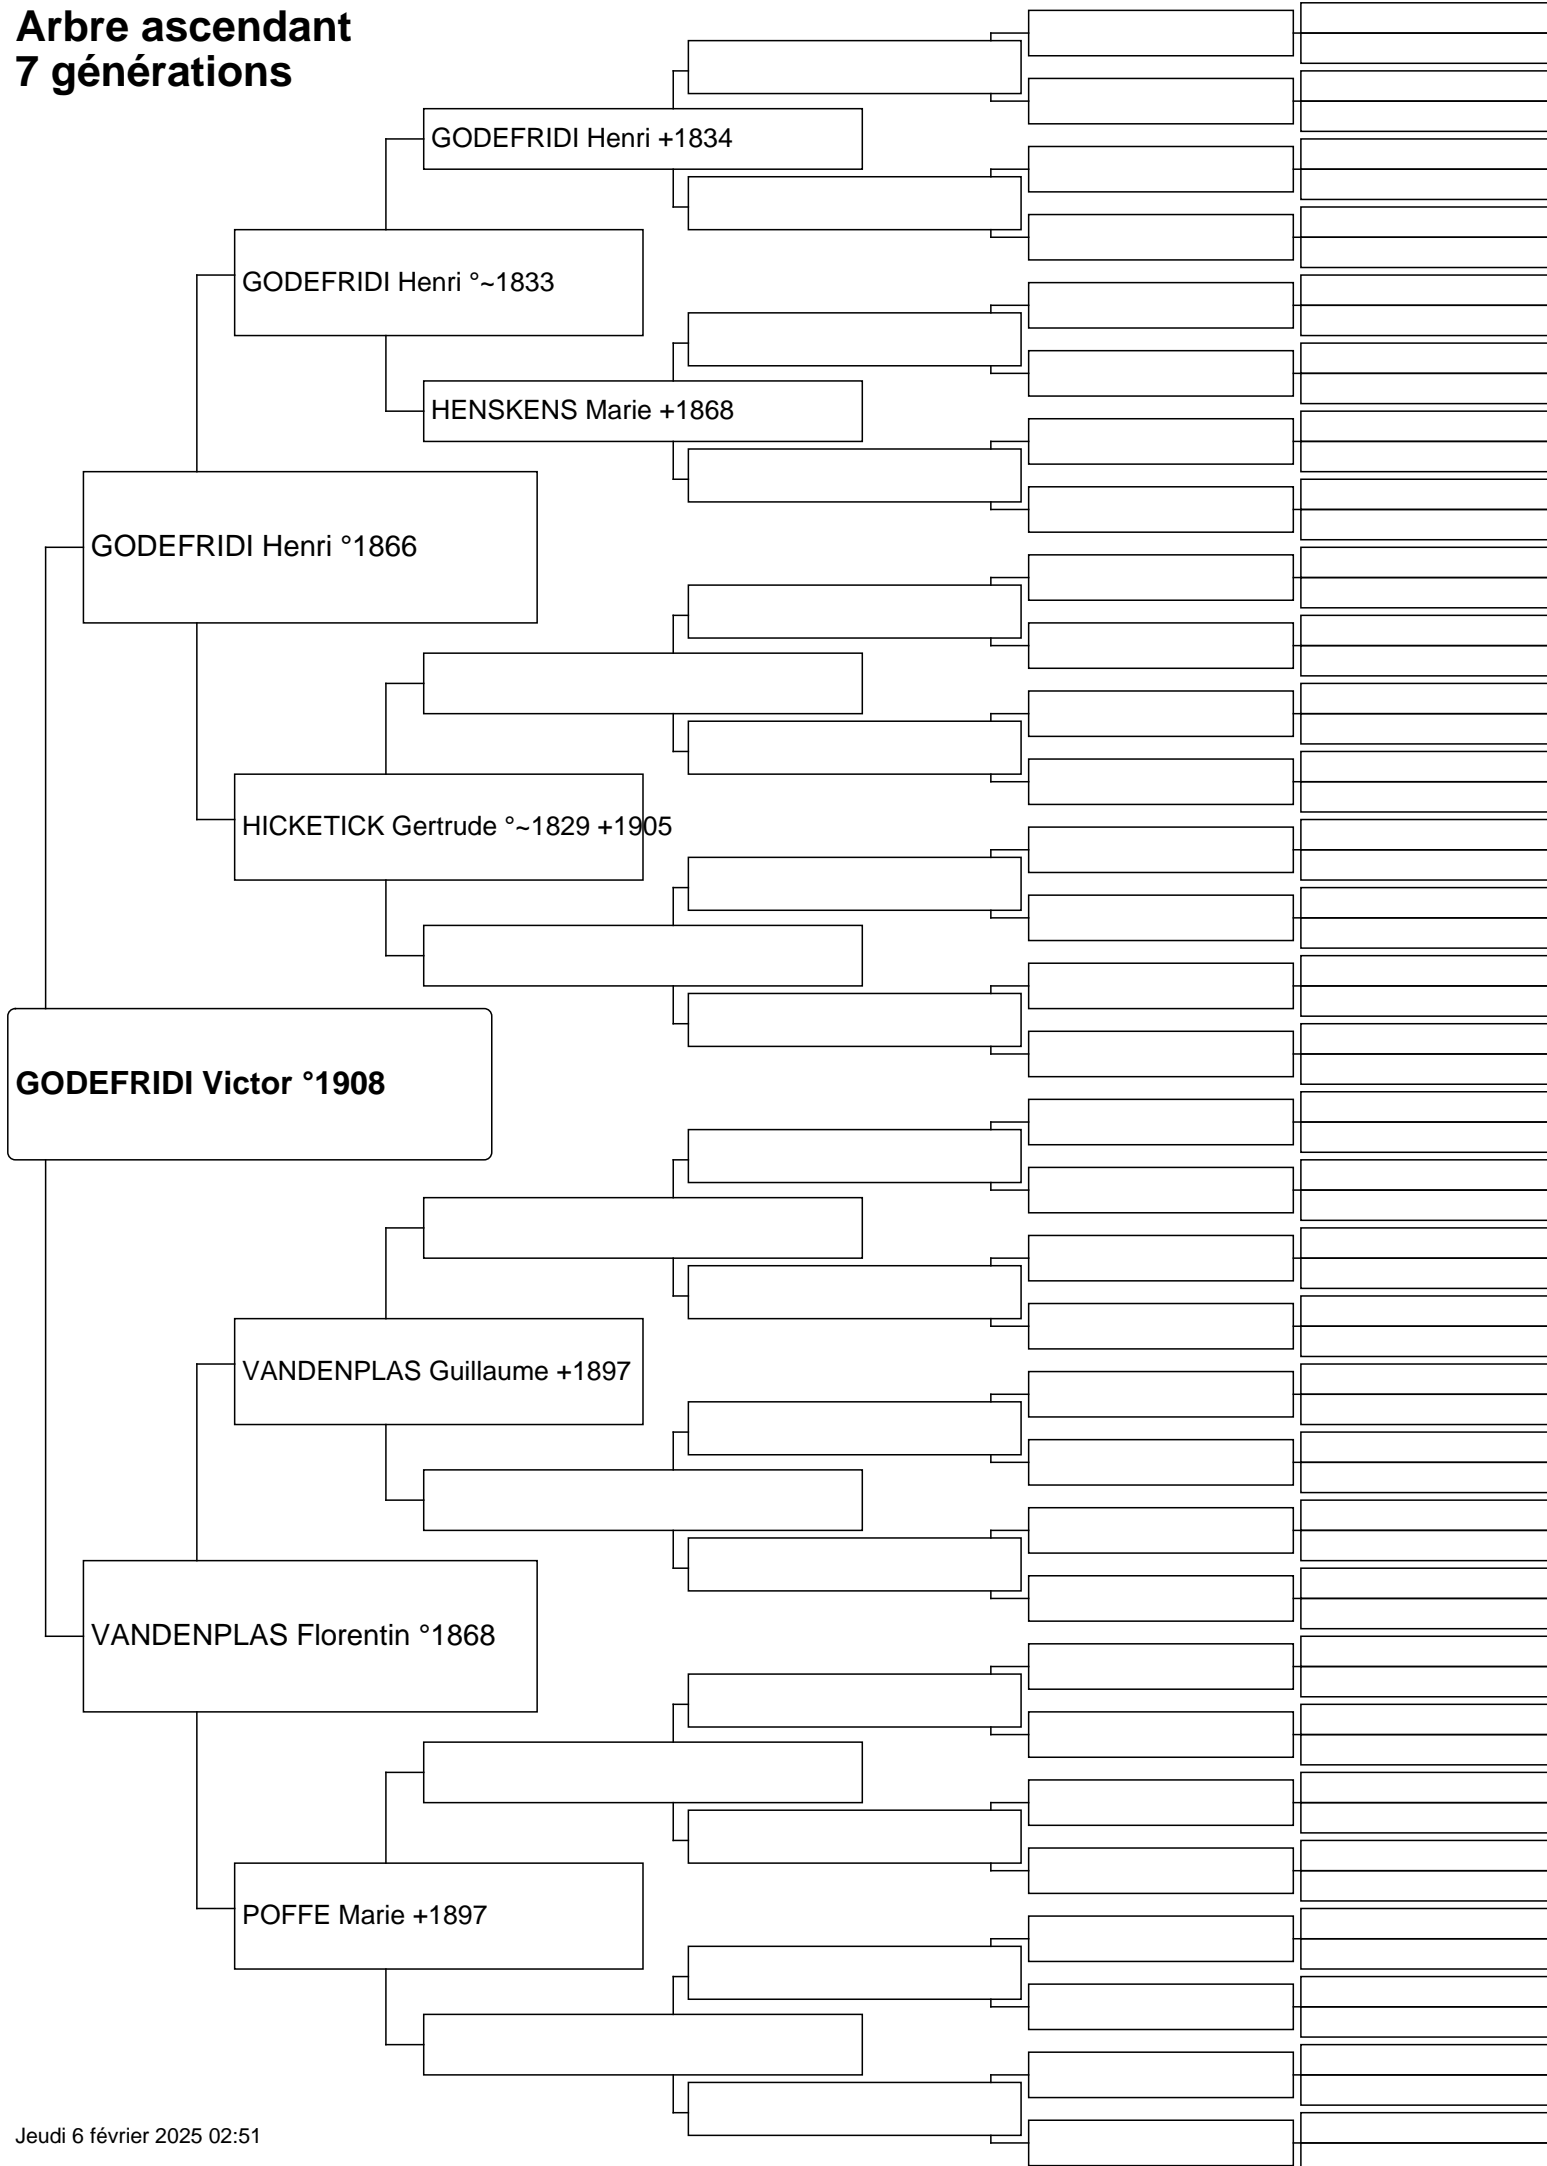 Arbre ascendant
7 générations
GODEFRIDI Henri +1834
GODEFRIDI Henri °~1833
HENSKENS Marie +1868
GODEFRIDI Henri °1866
HICKETICK Gertrude °~1829 +1905
GODEFRIDI Victor °1908
VANDENPLAS Guillaume +1897
VANDENPLAS Florentin °1868
POFFE Marie +1897
Jeudi 6 février 2025 02:51